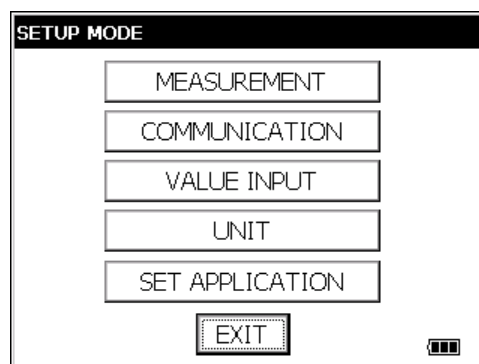 SETUP MODE
MEASUREMENT
COMMUNICATION
VALUE INPUT
UNIT
SET APPLICATION
EXIT